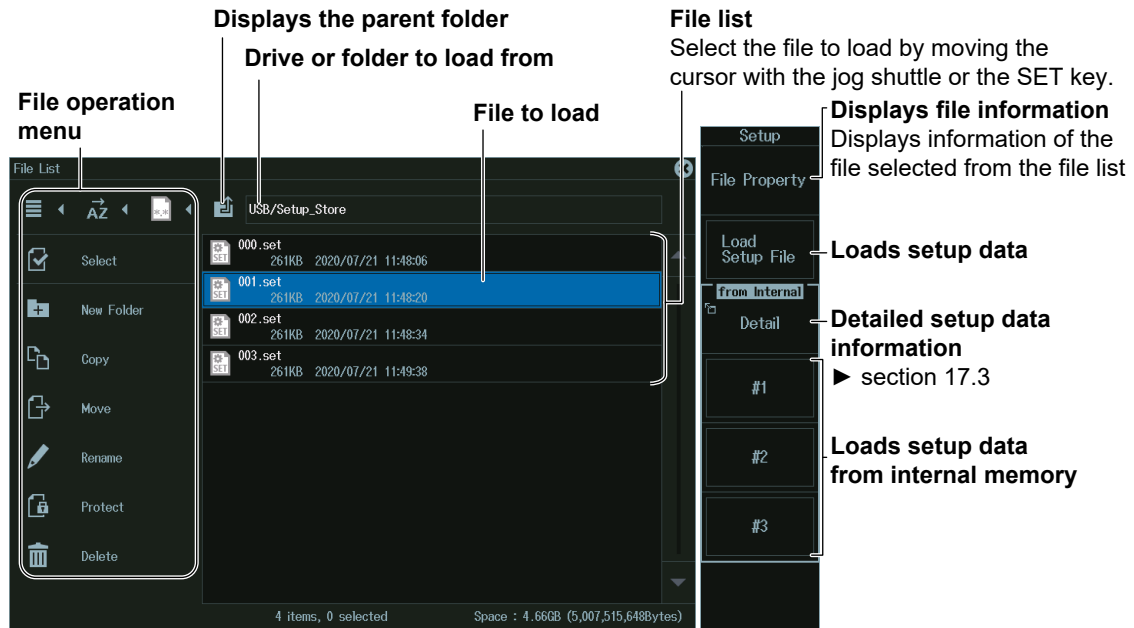 Displays the parent folder
Drive or folder to load from
File list
Select the file to load by moving the
cursor with the jog shuttle or the SET key.
File operation
menu
File to load
Displays file information
Displays information of the
file selected from the file list
Loads setup data
Detailed setup data
information
► section 17.3
Loads setup data
from internal memory
File List
AZ
*.*
USB/Setup_Store
Select
New Folder
Copy
Move
Rename
Protect
Delete
SET
000.set
261KB 2020/07/21 11:48:06
SET
001.set
261KB 2020/07/21 11:48:20
SET
002.set
261KB 2020/07/21 11:48:34
SET
003.set
261KB 2020/07/21 11:49:38
4 items, 0 selected
Space : 4.66GB (5,007,515,648Bytes)
Setup
File Property
Load
Setup File
from Internal
Detail
#1
#2
#3